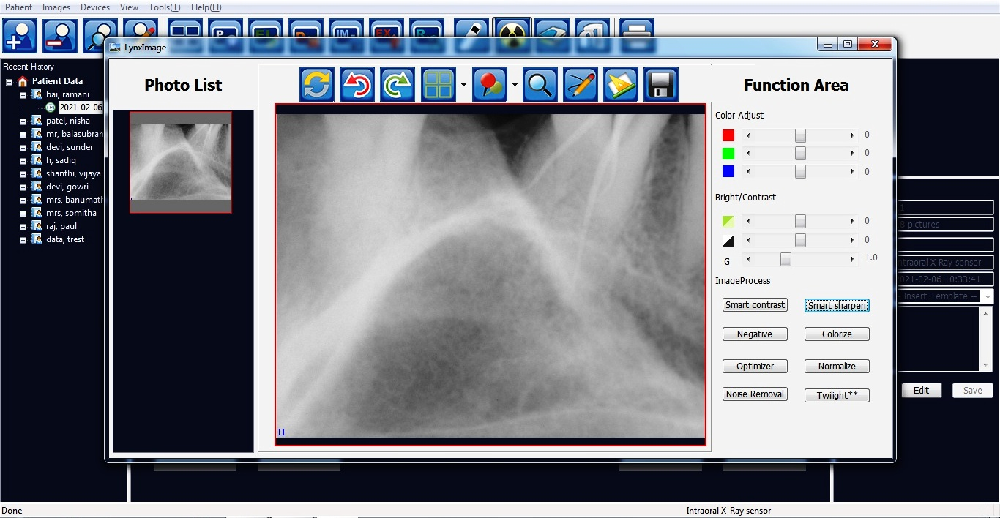 Patient Images Devices View Tools(T) Help(H)
LynxImage
Recent History
Patient Data
bai, ramani
2021-02-06
patel, nisha
mr, balasubran
devi, sunder
h, sadiq
shanthi, vijaya
devi, gowri
mrs, banumath
mrs, somitha
raj, paul
data, trest
Photo List
Function Area
Color Adjust
0
0
0
Bright/Contrast
0
0
G 1.0
ImageProcess
Smart contrast Smart sharpen
Negative Colorize
Optimizer Normalize
Noise Removal Twilight**
I1
1
8 pictures
ntraoral X-Ray sensor
021-02-06 10:33:41
Insert Template --
Edit Save
Done Intraoral X-Ray sensor